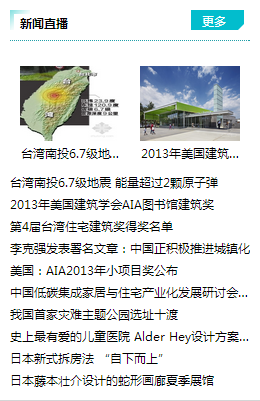 新闻直播
更多
台湾南投6.7级地...
2013年美国建筑...
台湾南投6.7级地震 能量超过2颗原子弹
2013年美国建筑学会AIA图书馆建筑奖
第4届台湾住宅建筑奖得奖名单
李克强发表署名文章：中国正积极推进城镇化
美国：AIA2013年小项目奖公布
中国低碳集成家居与住宅产业化发展研讨会...
我国首家灾难主题公园选址十渡
史上最有爱的儿童医院 Alder Hey设计方案...
日本新式拆房法 “自下而上”
日本藤本壮介设计的蛇形画廊夏季展馆